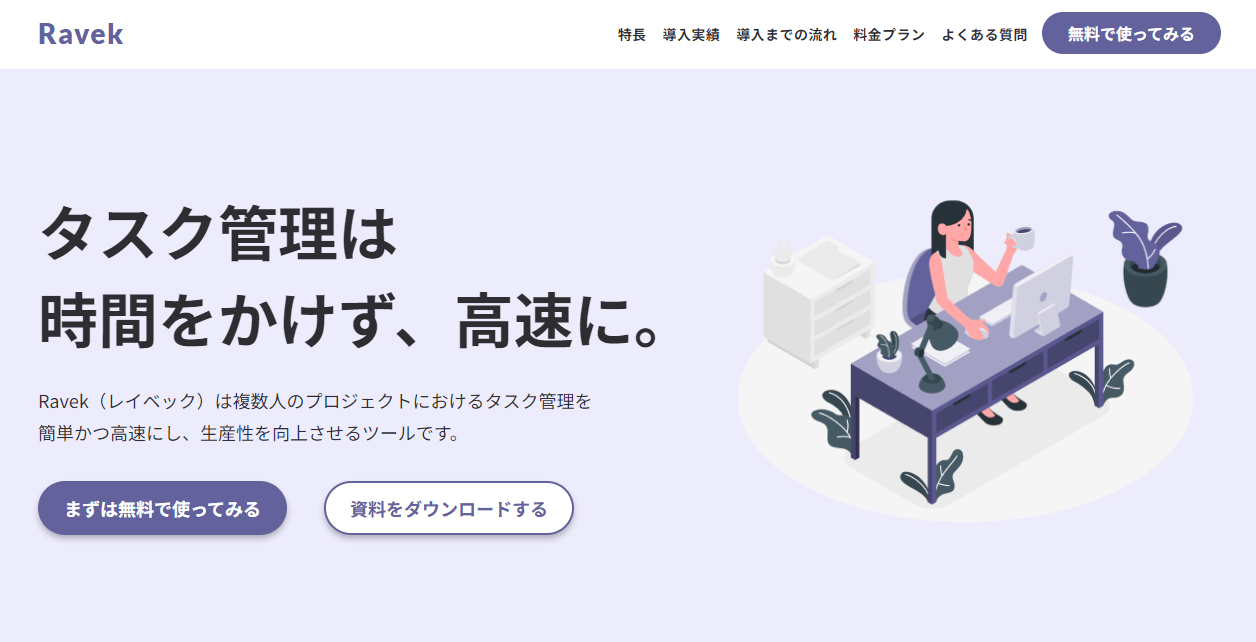 Ravek
特長 導入実績 導入までの流れ 料金プラン よくある質問 無料で使ってみる
タスク管理は
時間をかけず、高速に。
Ravek（レイベック）は複数人のプロジェクトにおけるタスク管理を
簡単かつ高速にし、生産性を向上させるツールです。
まずは無料で使ってみる
資料をダウンロードする